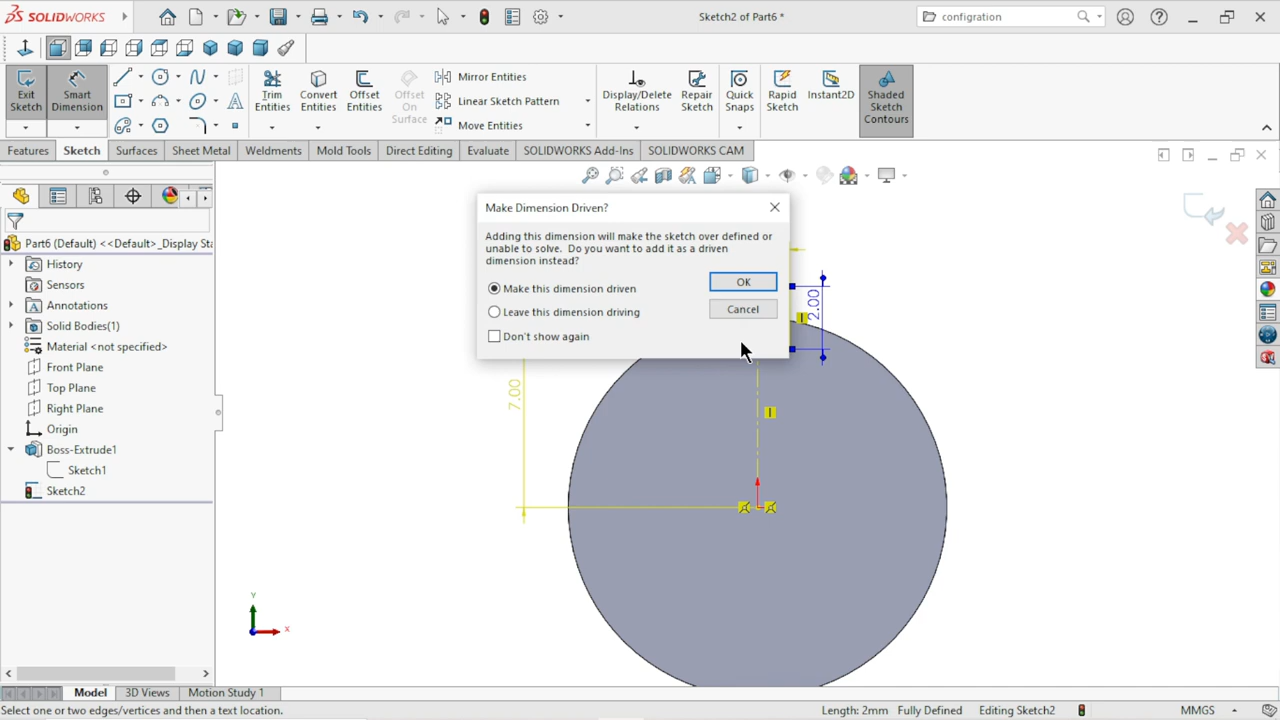 SOLIDWORKS
Sketch2 of Part6 *
configration
Exit Sketch
Smart Dimension
Trim Entities
Convert Entities
Offset Entities
Offset On Surface
Mirror Entities
Linear Sketch Pattern
Move Entities
Display/Delete Relations
Repair Sketch
Quick Snaps
Rapid Sketch
Instant2D
Shaded Sketch Contours
Features
Sketch
Surfaces
Sheet Metal
Weldments
Mold Tools
Direct Editing
Evaluate
SOLIDWORKS Add-Ins
SOLIDWORKS CAM
Part6 (Default) <<Default>_Display Sta
History
Sensors
Annotations
Solid Bodies(1)
Material <not specified>
Front Plane
Top Plane
Right Plane
Origin
Boss-Extrude1
Sketch1
Sketch2
Make Dimension Driven?
Adding this dimension will make the sketch over defined or
unable to solve. Do you want to add it as a driven
dimension instead?
Make this dimension driven
Leave this dimension driving
Don't show again
OK
Cancel
2.00
7.00
Y
X
Model
3D Views
Motion Study 1
Select one or two edges/vertices and then a text location.
Length: 2mm
Fully Defined
Editing Sketch2
MMGS